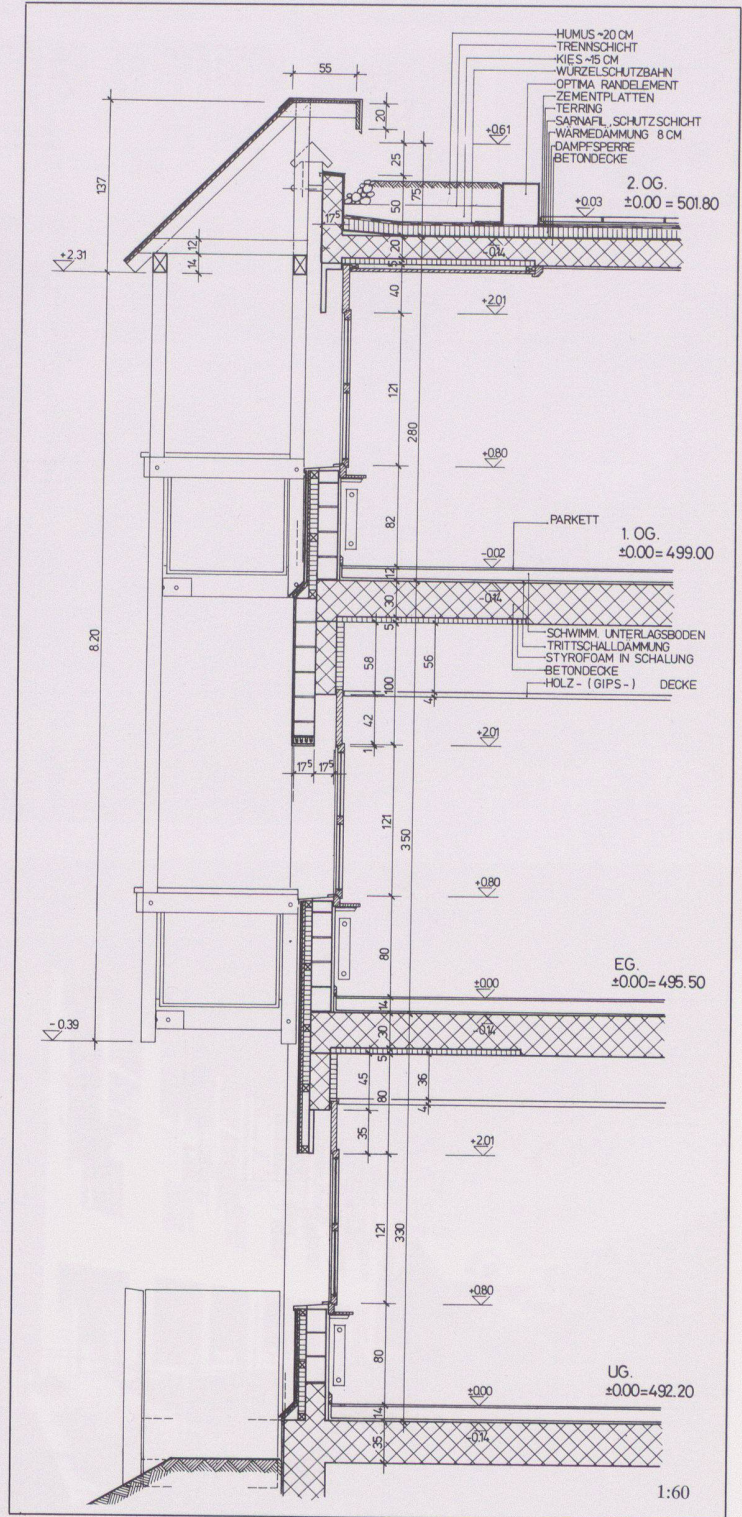 HUMUS ~20 CM
TRENNSCHICHT
KIES ~15 CM
WURZELSCHUTZBAHN
OPTIMA RANDELEMENT
ZEMENTPLATTEN
TERRING
SARNAFIL, SCHUTZSCHICHT
WÄRMEDÄMMUNG 8 CM
DAMPFSPERRE
BETONDECKE
55
20
+0.61
25
137
2. OG.
±0.00 = 501.80
+0.03
75
50
17⁵
20
-0.14
12
14
+2.31
5
40
+2.01
121
280
+0.80
82
PARKETT
1. OG.
±0.00 = 499.00
-0.02
12
30
-0.14
5
SCHWIMM. UNTERLAGSBODEN
TRITTSCHALLDÄMMUNG
STYROFOAM IN SCHALUNG
BETONDECKE
HOLZ - (GIPS -) DECKE
8.20
58
56
100
4
42
1
+2.01
17⁵
17⁵
121
350
+0.80
80
EG.
±0.00 = 495.50
±0.00
14
30
-0.14
- 0.39
5
45
80
36
4
35
+2.01
121
330
+0.80
80
UG.
±0.00 = 492.20
±0.00
14
-0.14
35
1:60